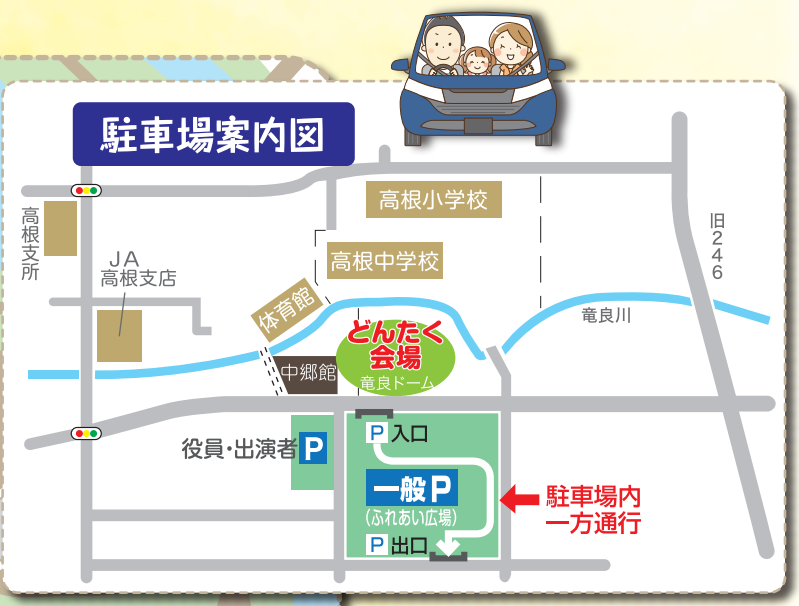 駐車場案内図
高根小学校
高根支所
旧246
高根中学校
JA
高根支店
体育館
竜良川
どんたく
会場
竜良ドーム
中郷館
P 入口
役員・出演者 P
一般P
(ふれあい広場)
駐車場内
一方通行
P 出口